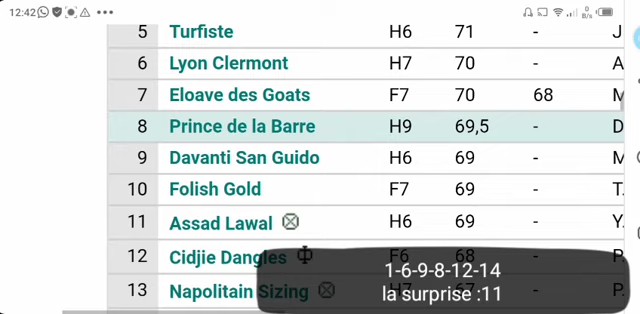 12:42 0 B/s
5 Turfiste H6 71 - J
6 Lyon Clermont H7 70 - A
7 Eloave des Goats F7 70 68 M
8 Prince de la Barre H9 69,5 - D
9 Davanti San Guido H6 69 - M
10 Folish Gold F7 69 - T.
11 Assad Lawal H6 69 - Y.
12 Cidjie Dangles F6 68 - P.
13 Napolitain Sizing H7 67 - P.
1-6-9-8-12-14
la surprise :11